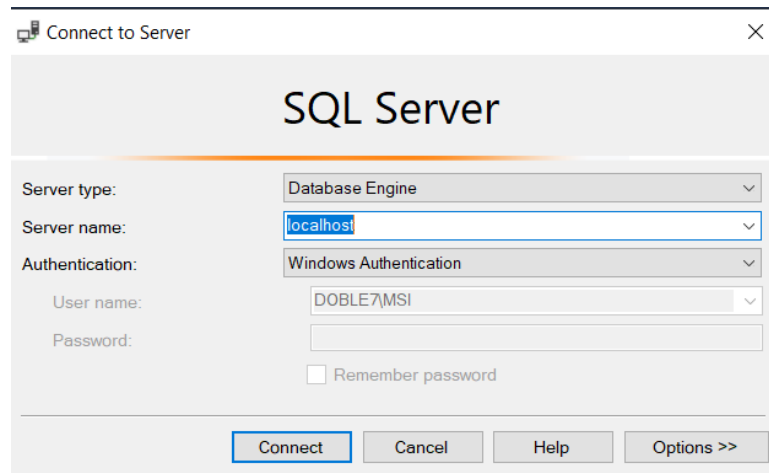 Connect to Server
SQL Server
Server type: Database Engine
Server name: localhost
Authentication: Windows Authentication
User name: DOBLE7\MSI
Password:
Remember password
Connect Cancel Help Options >>